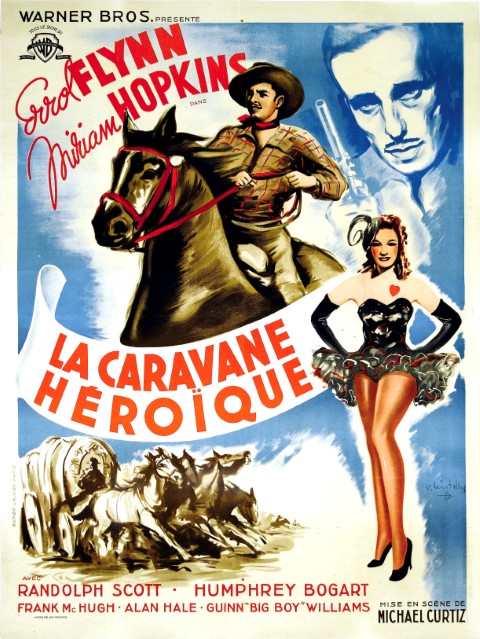 WARNER BROS. PRÉSENTE
WB
Errol FLYNN
Miriam HOPKINS
DANS
LA CARAVANE
HÉROÏQUE
AVEC
RANDOLPH SCOTT · HUMPHREY BOGART
FRANK McHUGH · ALAN HALE · GUINN "BIG BOY" WILLIAMS
MISE EN SCÈNE DE
MICHAEL CURTIZ